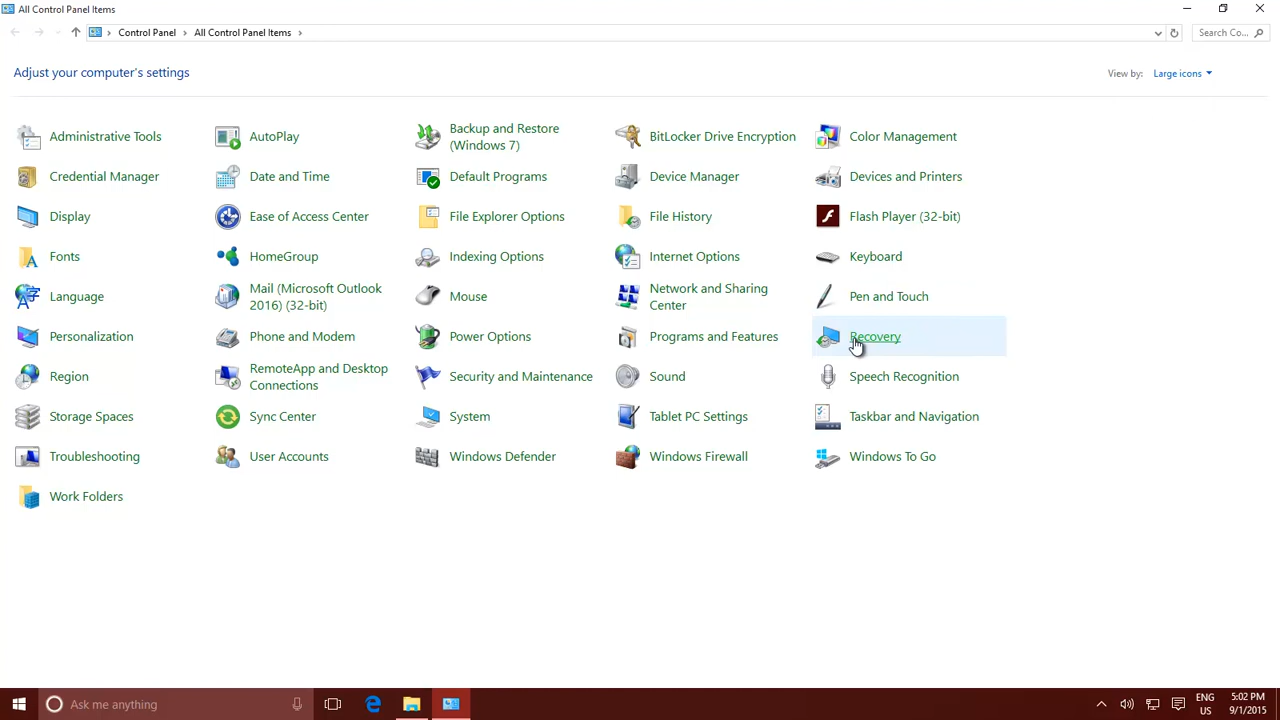 All Control Panel Items
Control Panel
All Control Panel Items
Search Co...
Adjust your computer's settings
View by:
Large icons
Administrative Tools
AutoPlay
Backup and Restore
(Windows 7)
BitLocker Drive Encryption
Color Management
Credential Manager
Date and Time
Default Programs
Device Manager
Devices and Printers
Display
Ease of Access Center
File Explorer Options
File History
Flash Player (32-bit)
Fonts
HomeGroup
Indexing Options
Internet Options
Keyboard
Language
Mail (Microsoft Outlook
2016) (32-bit)
Mouse
Network and Sharing
Center
Pen and Touch
Personalization
Phone and Modem
Power Options
Programs and Features
Recovery
Region
RemoteApp and Desktop
Connections
Security and Maintenance
Sound
Speech Recognition
Storage Spaces
Sync Center
System
Tablet PC Settings
Taskbar and Navigation
Troubleshooting
User Accounts
Windows Defender
Windows Firewall
Windows To Go
Work Folders
Ask me anything
ENG
US
5:02 PM
9/1/2015